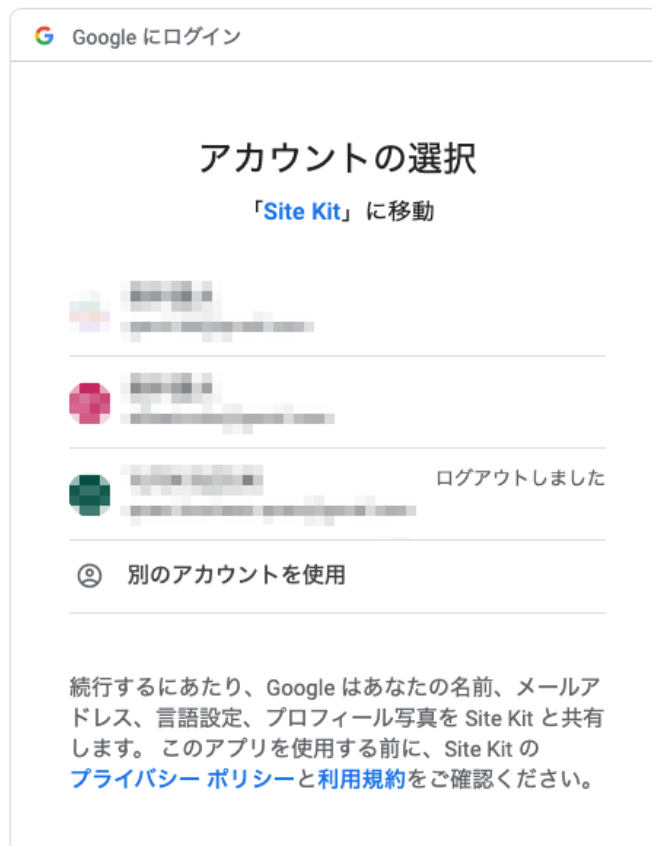 Google にログイン
アカウントの選択
「Site Kit」に移動
ログアウトしました
別のアカウントを使用
続行するにあたり、Google はあなたの名前、メールア
ドレス、言語設定、プロフィール写真を Site Kit と共有
します。 このアプリを使用する前に、Site Kit の
プライバシー ポリシーと利用規約をご確認ください。